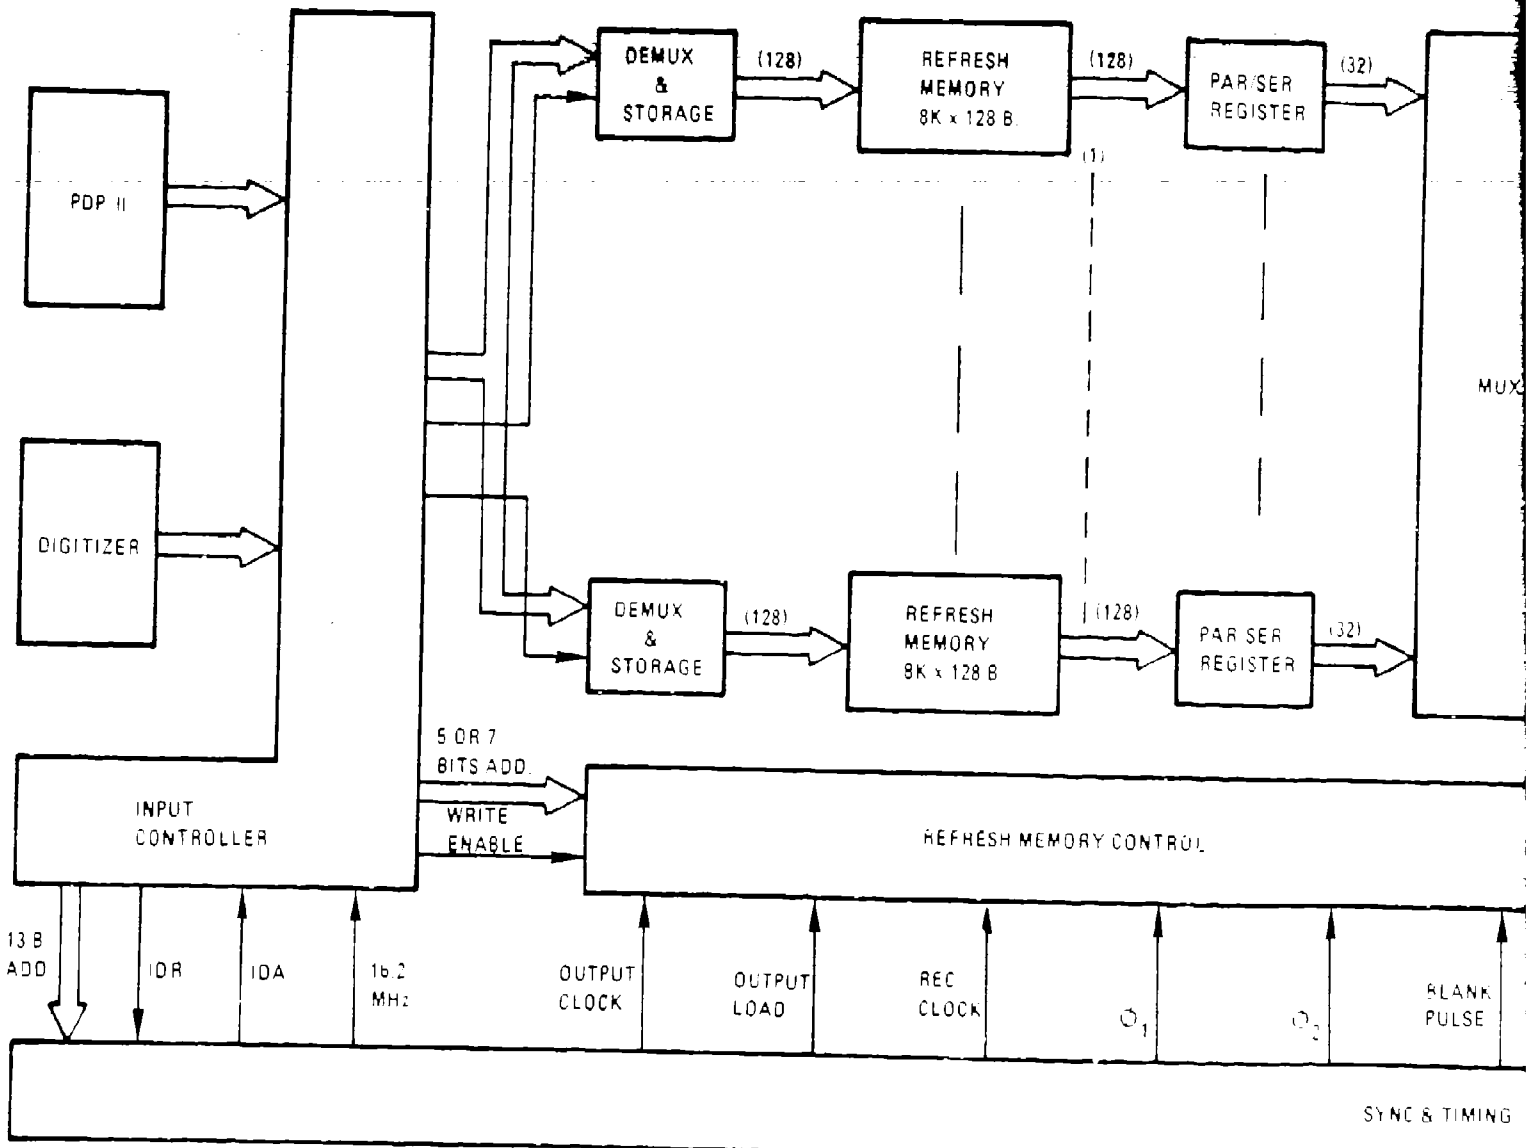 DEMUX
&
STORAGE
(128)
REFRESH
MEMORY
8K x 128 B.
(128)
PAR/SER
REGISTER
(32)
(1)
PDP II
MUX
DIGITIZER
DEMUX
&
STORAGE
(128)
REFRESH
MEMORY
8K x 128 B
(128)
PAR SER
REGISTER
(32)
5 OR 7
BITS ADD.
WRITE
ENABLE
INPUT
CONTROLLER
REFRESH MEMORY CONTROL
13 B
ADD
IDR
IDA
16.2
MHz
OUTPUT
CLOCK
OUTPUT
LOAD
REC
CLOCK
Φ1
Φ2
BLANK
PULSE
SYNC & TIMING